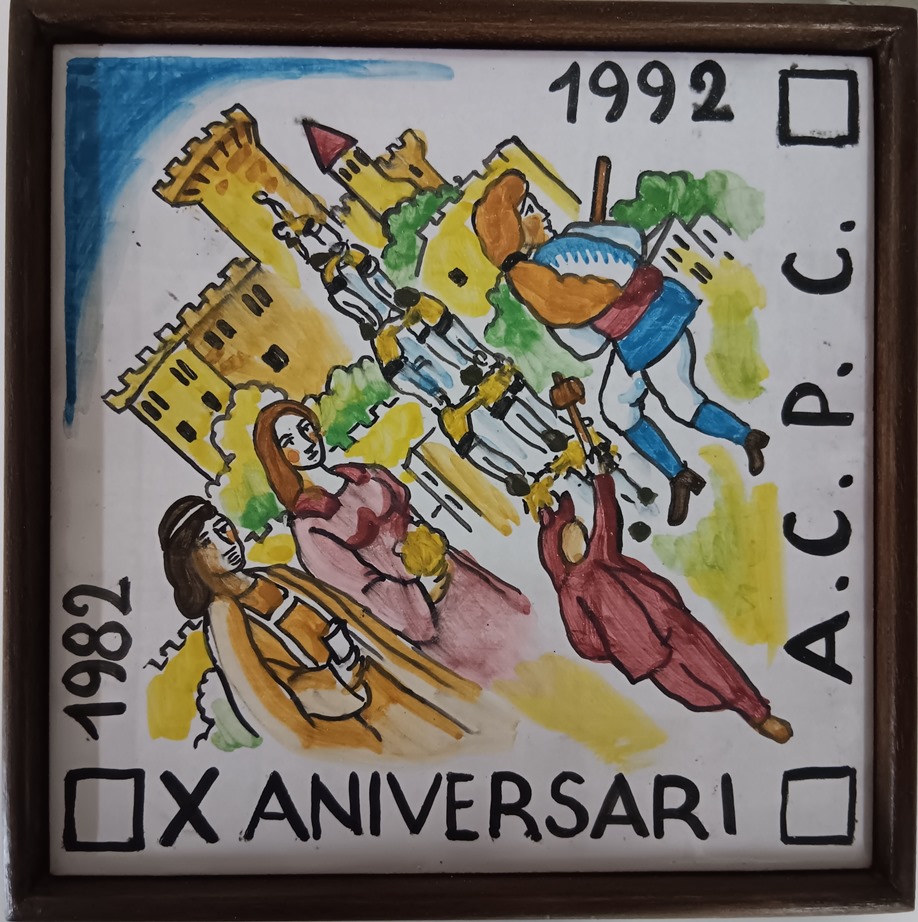 1992
A.C.P.C.
1982
X ANIVERSARI